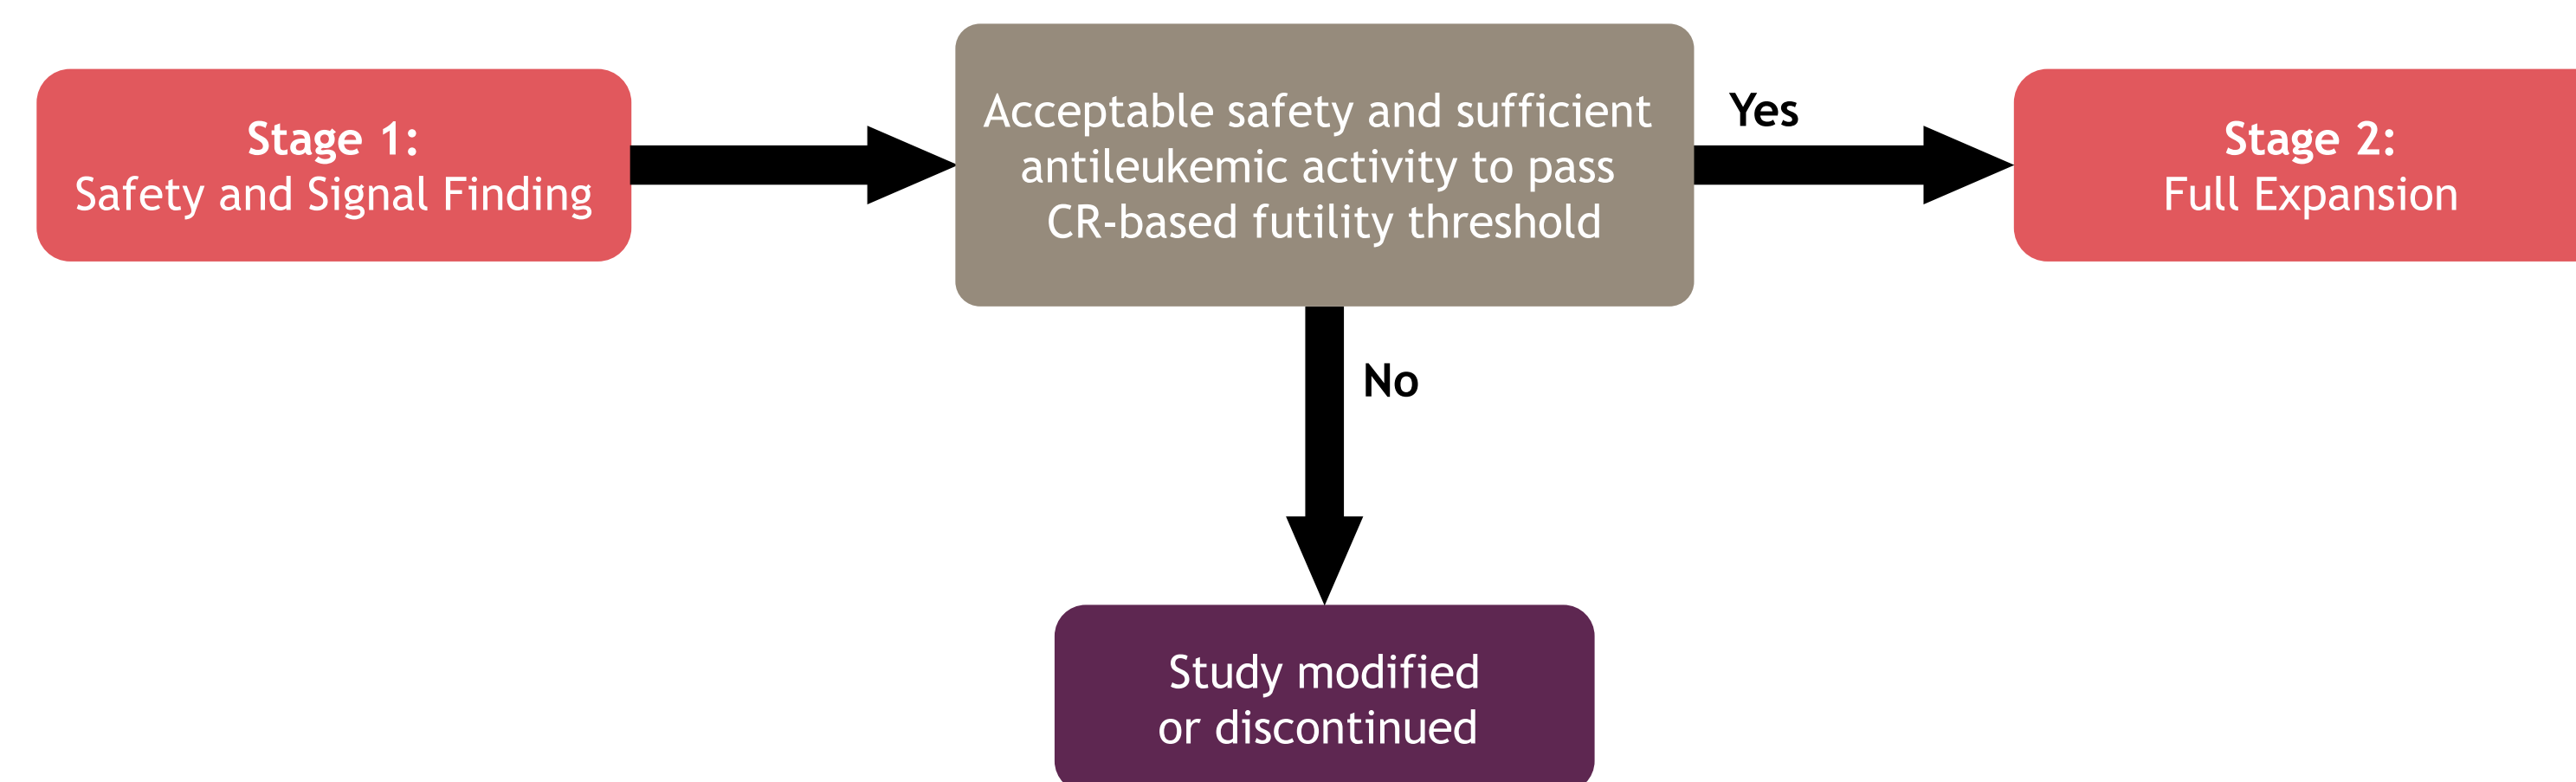 Stage 1:
Safety and Signal Finding
Acceptable safety and sufficient
antileukemic activity to pass
CR-based futility threshold
Yes
Stage 2:
Full Expansion
No
Study modified
or discontinued